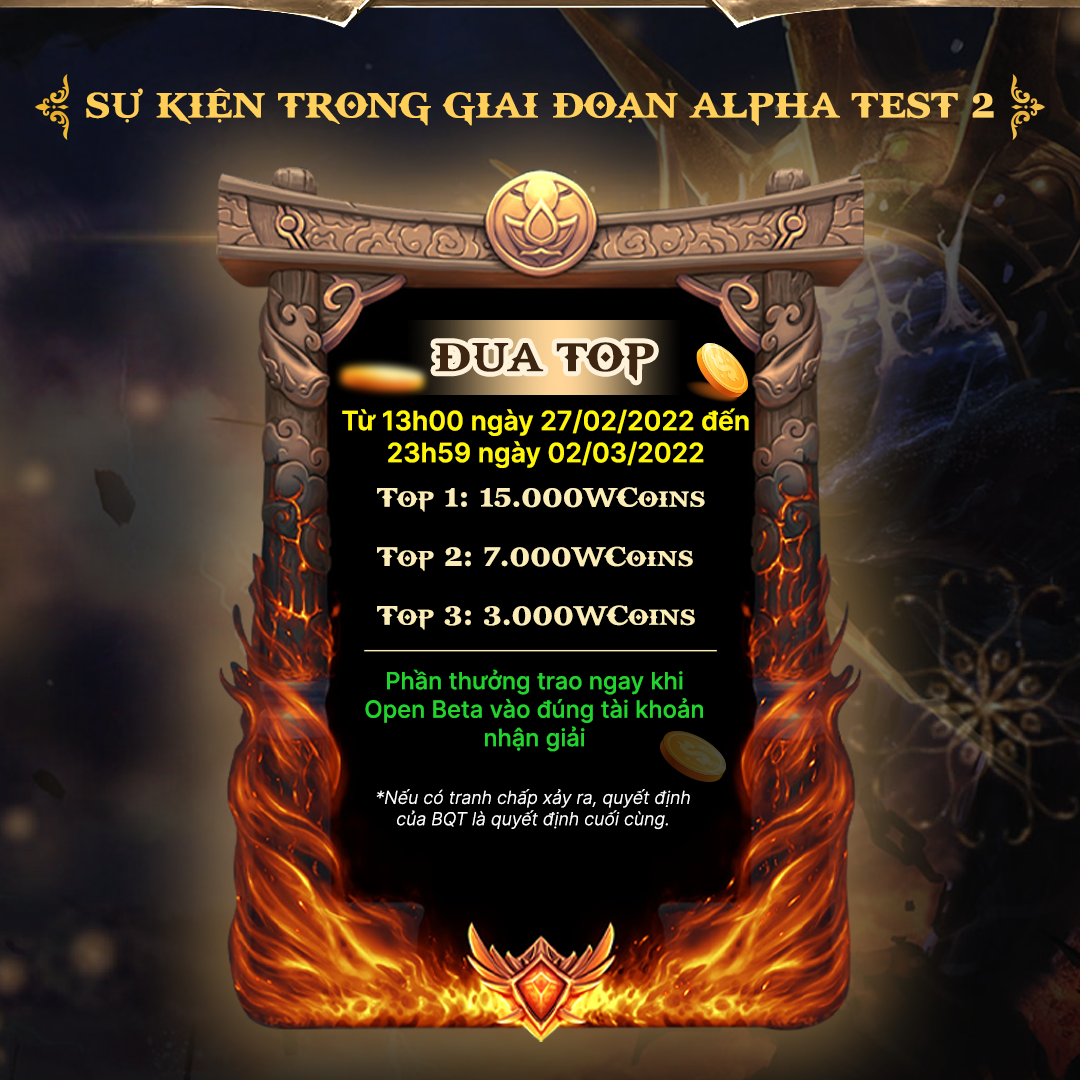 SỰ KIỆN TRONG GIAI ĐOẠN ALPHA TEST 2
ĐUA TOP
Từ 13h00 ngày 27/02/2022 đến
23h59 ngày 02/03/2022
Top 1: 15.000WCoins
Top 2: 7.000WCoins
Top 3: 3.000WCoins
Phần thưởng trao ngay khi
Open Beta vào đúng tài khoản
nhận giải
*Nếu có tranh chấp xảy ra, quyết định
của BQT là quyết định cuối cùng.